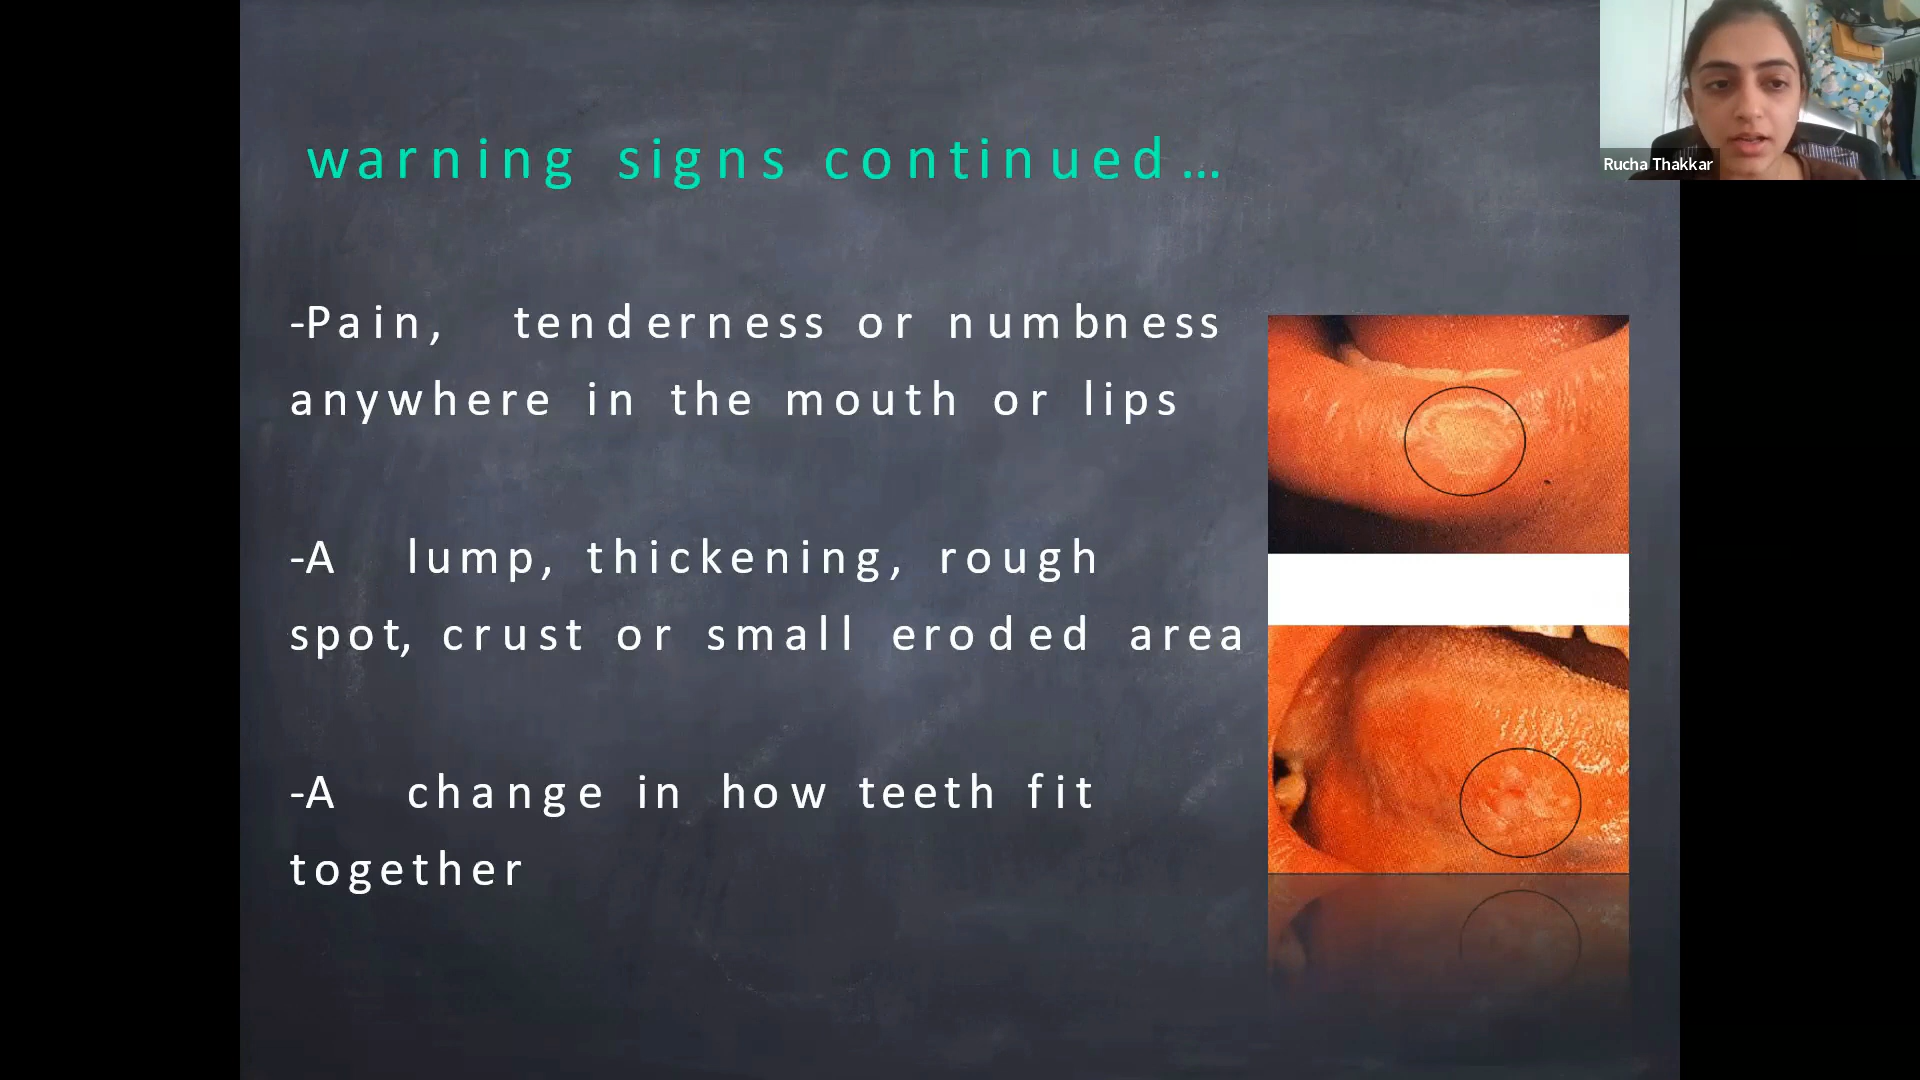 warning signs continued…
Rucha Thakkar
-Pain, tenderness or numbness
anywhere in the mouth or lips
-A lump, thickening, rough
spot, crust or small eroded area
-A change in how teeth fit
together